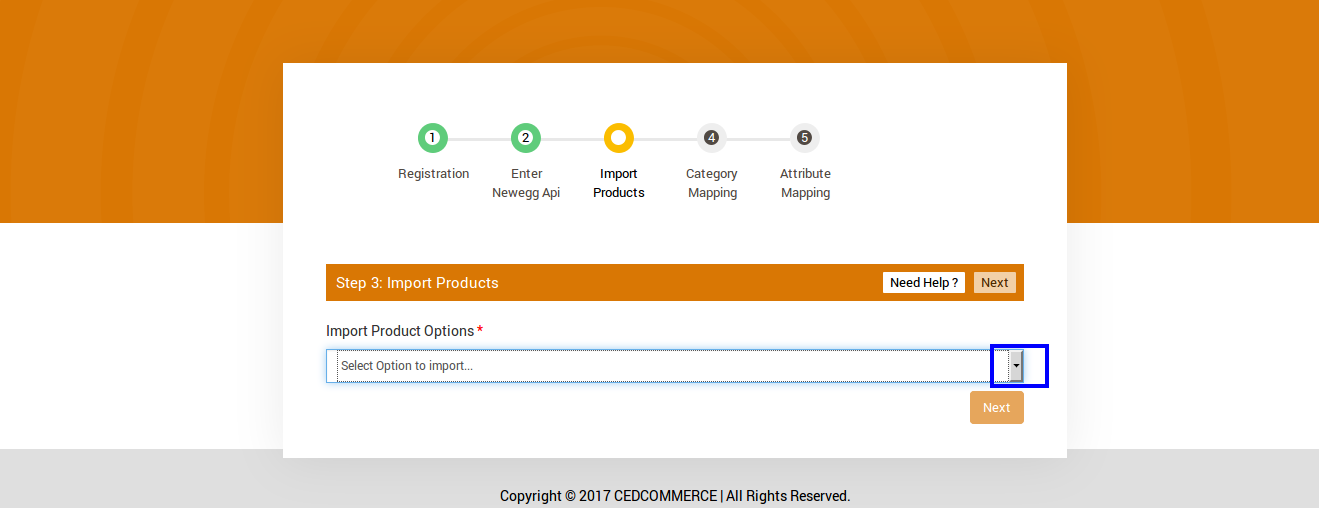 1 2 4 5
Registration Enter Import Category Attribute
Newegg Api Products Mapping Mapping
Step 3: Import Products Need Help ? Next
Import Product Options *
Select Option to import...
Next
Copyright © 2017 CEDCOMMERCE | All Rights Reserved.